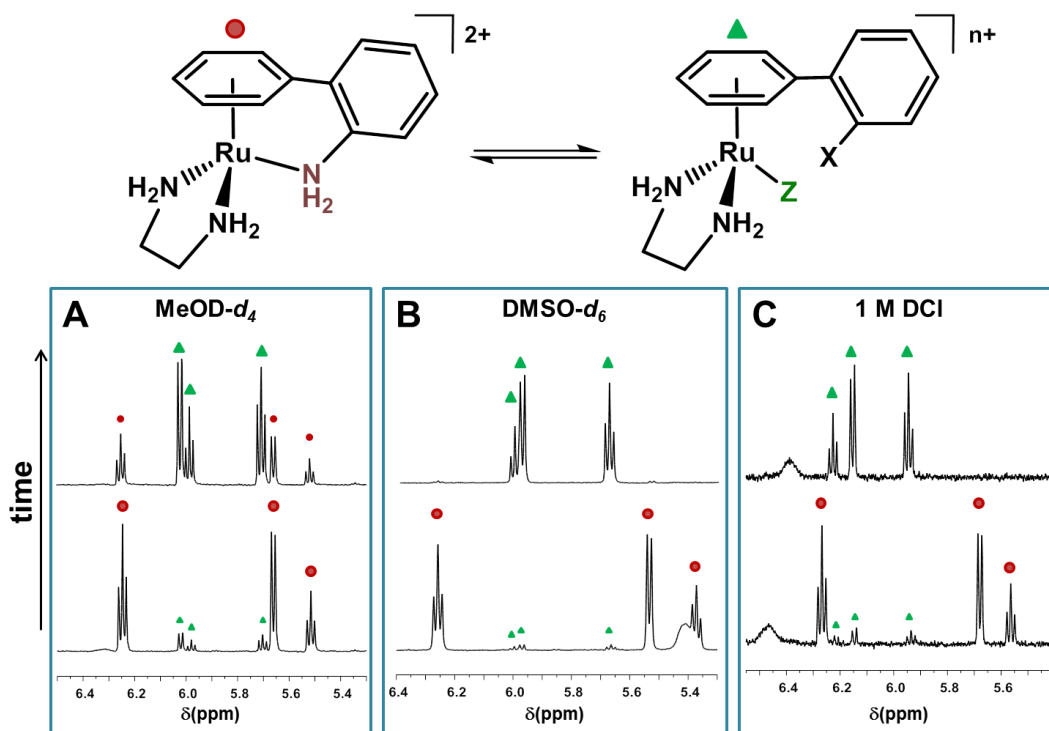 2+
n+
Ru
H2N
NH2
N
H2
Ru
H2N
NH2
Z
X
A MeOD-d4
B DMSO-d6
C 1 M DCl
time
6.4 6.2 6.0 5.8 5.6 5.4
δ(ppm)
6.4 6.2 6.0 5.8 5.6 5.4
δ(ppm)
6.4 6.2 6.0 5.8 5.6
δ(ppm)